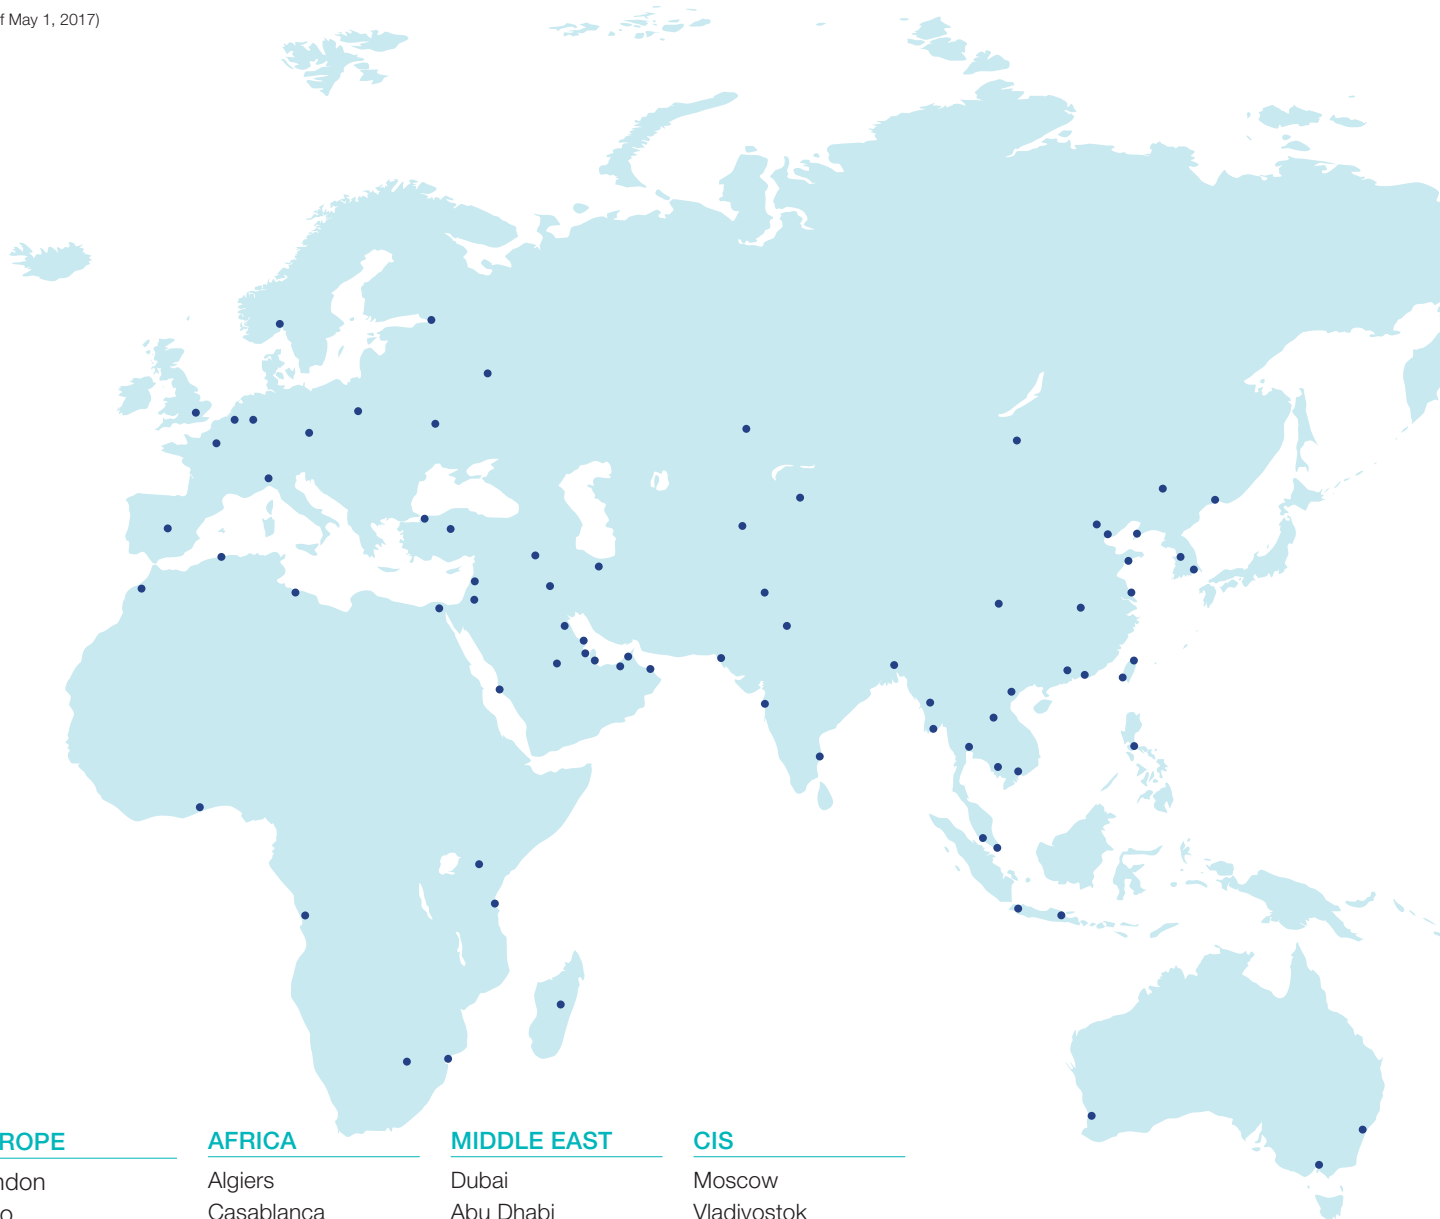 f May 1, 2017)
ROPE
ndon
o
AFRICA
Algiers
Casablanca
MIDDLE EAST
Dubai
Abu Dhabi
CIS
Moscow
Vladivostok